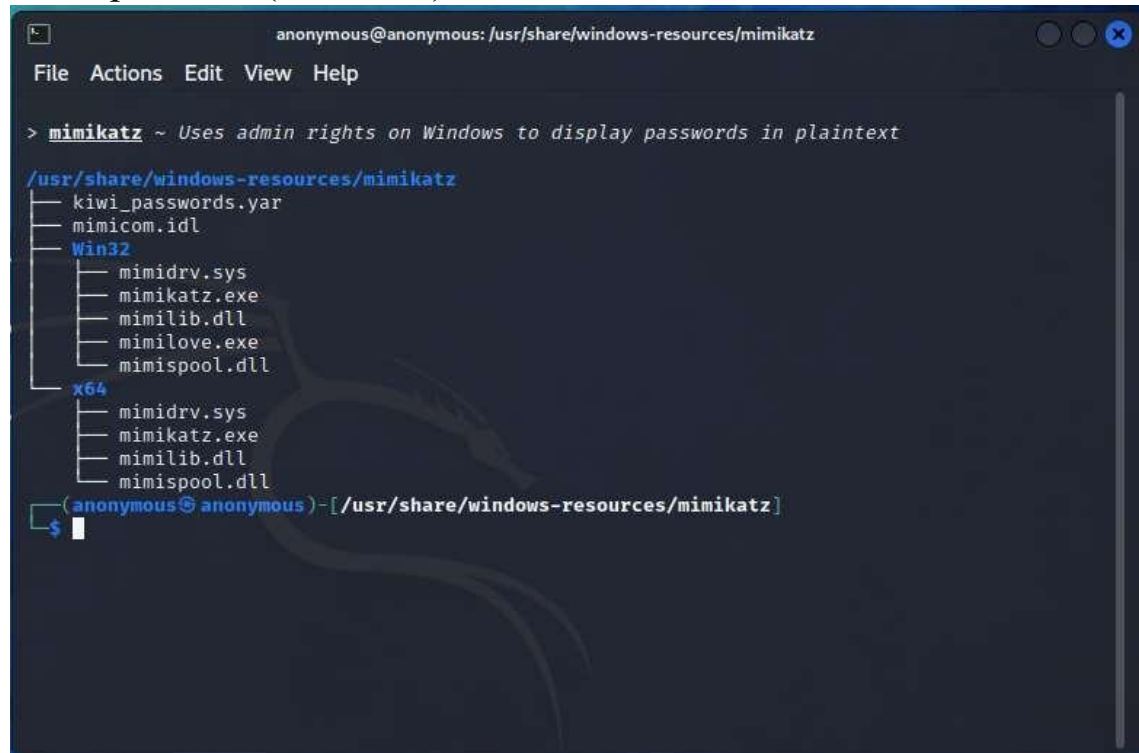 anonymous@anonymous: /usr/share/windows-resources/mimikatz
File Actions Edit View Help
> mimikatz ~ Uses admin rights on Windows to display passwords in plaintext
/usr/share/windows-resources/mimikatz
├── kiwi_passwords.yar
├── mimicom.idl
├── Win32
│   ├── mimidrv.sys
│   ├── mimikatz.exe
│   ├── mimilib.dll
│   ├── mimilove.exe
│   └── mimispool.dll
└── x64
    ├── mimidrv.sys
    ├── mimikatz.exe
    ├── mimilib.dll
    └── mimispool.dll
┌──(anonymous㉿anonymous)-[/usr/share/windows-resources/mimikatz]
└─$